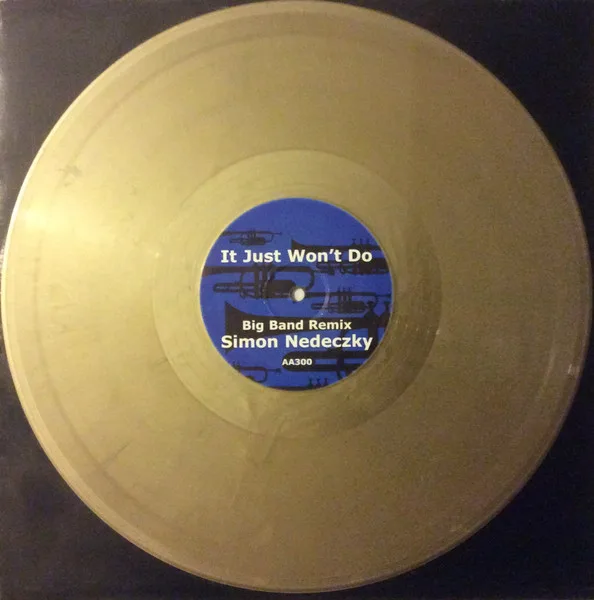 It Just Won't Do
Big Band Remix
Simon Nedeczky
AA300